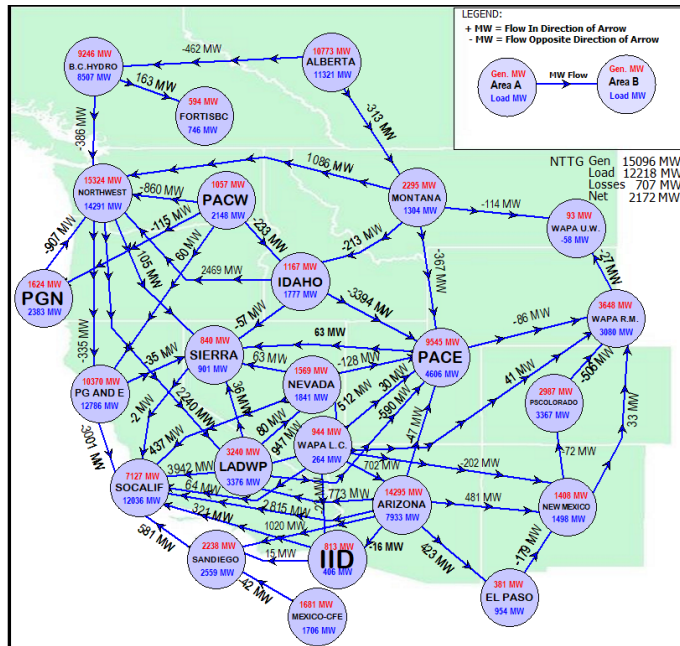 LEGEND:
+ MW = Flow In Direction of Arrow
- MW = Flow Opposite Direction of Arrow
Gen. MW
Area A
Load MW
MW Flow
Gen. MW
Area B
Load MW
NTTG Gen 15096 MW
Load 12218 MW
Losses 707 MW
Net 2172 MW
9246 MW
B.C.HYDRO
8507 MW
-462 MW
10773 MW
ALBERTA
11321 MW
163 MW
594 MW
FORTISBC
746 MW
-386 MW
-313 MW
1086 MW
15324 MW
NORTHWEST
14291 MW
-860 MW
1057 MW
PACW
2148 MW
2295 MW
MONTANA
1304 MW
-114 MW
93 MW
WAPA U.W.
-58 MW
-907 MW
-115 MW
60 MW
-233 MW
-213 MW
-367 MW
-27 MW
-105 MW
2469 MW
1624 MW
PGN
2383 MW
1167 MW
IDAHO
1777 MW
-3394 MW
3648 MW
WAPA R.M.
3080 MW
-335 MW
-57 MW
63 MW
-86 MW
840 MW
SIERRA
901 MW
9545 MW
PACE
4606 MW
-35 MW
63 MW
-128 MW
1569 MW
NEVADA
1841 MW
-506 MW
10370 MW
PG AND E
12786 MW
-2 MW
2240 MW
36 MW
512 MW
30 MW
-590 MW
41 MW
2987 MW
PSCOLORADO
3367 MW
33 MW
-3001 MW
437 MW
80 MW
947 MW
944 MW
WAPA L.C.
264 MW
-47 MW
-72 MW
3942 MW
3240 MW
LADWP
3376 MW
702 MW
-202 MW
7127 MW
SOCALIF
12036 MW
64 MW
-2815 MW
773 MW
14295 MW
ARIZONA
7933 MW
481 MW
1408 MW
NEW MEXICO
1498 MW
321 MW
1020 MW
581 MW
-16 MW
423 MW
-179 MW
2238 MW
SANDIEGO
2559 MW
15 MW
813 MW
IID
406 MW
-42 MW
381 MW
EL PASO
954 MW
1681 MW
MEXICO-CFE
1706 MW